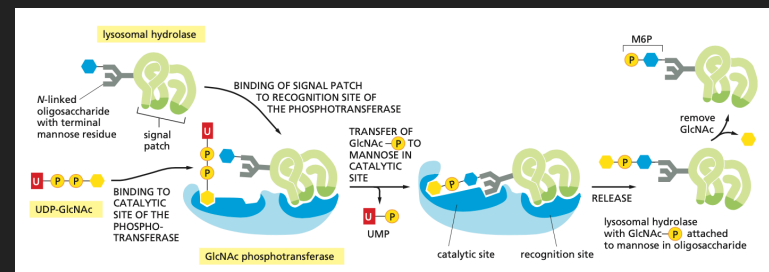 lysosomal hydrolase
N-linked
oligosaccharide
with terminal
mannose residue
signal
patch
BINDING OF SIGNAL PATCH
TO RECOGNITION SITE OF
THE PHOSPHOTRANSFERASE
U P P
UDP-GlcNAc
BINDING TO
CATALYTIC
SITE OF THE
PHOSPHO-
TRANSFERASE
U
P
P
GlcNAc phosphotransferase
TRANSFER OF
GlcNAc – P TO
MANNOSE IN
CATALYTIC
SITE
U P
UMP
P
catalytic site
recognition site
RELEASE
M6P
P
remove
GlcNAc
P
lysosomal hydrolase
with GlcNAc– P attached
to mannose in oligosaccharide